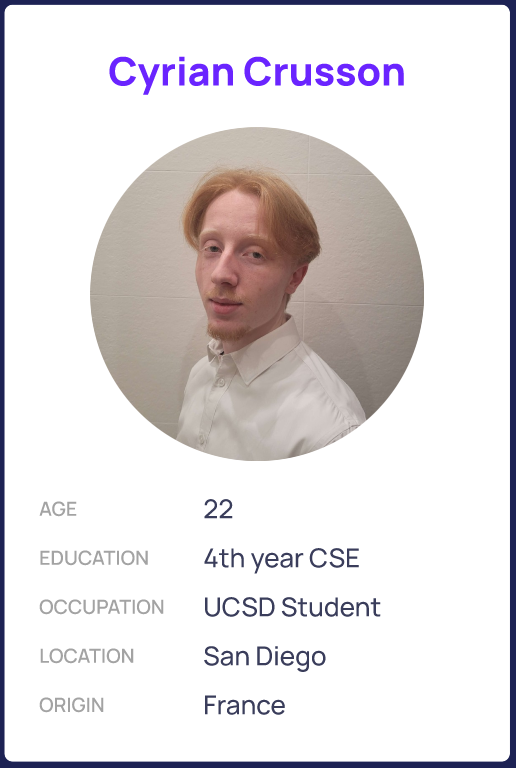 Cyrian Crusson
AGE 22
EDUCATION 4th year CSE
OCCUPATION UCSD Student
LOCATION San Diego
ORIGIN France